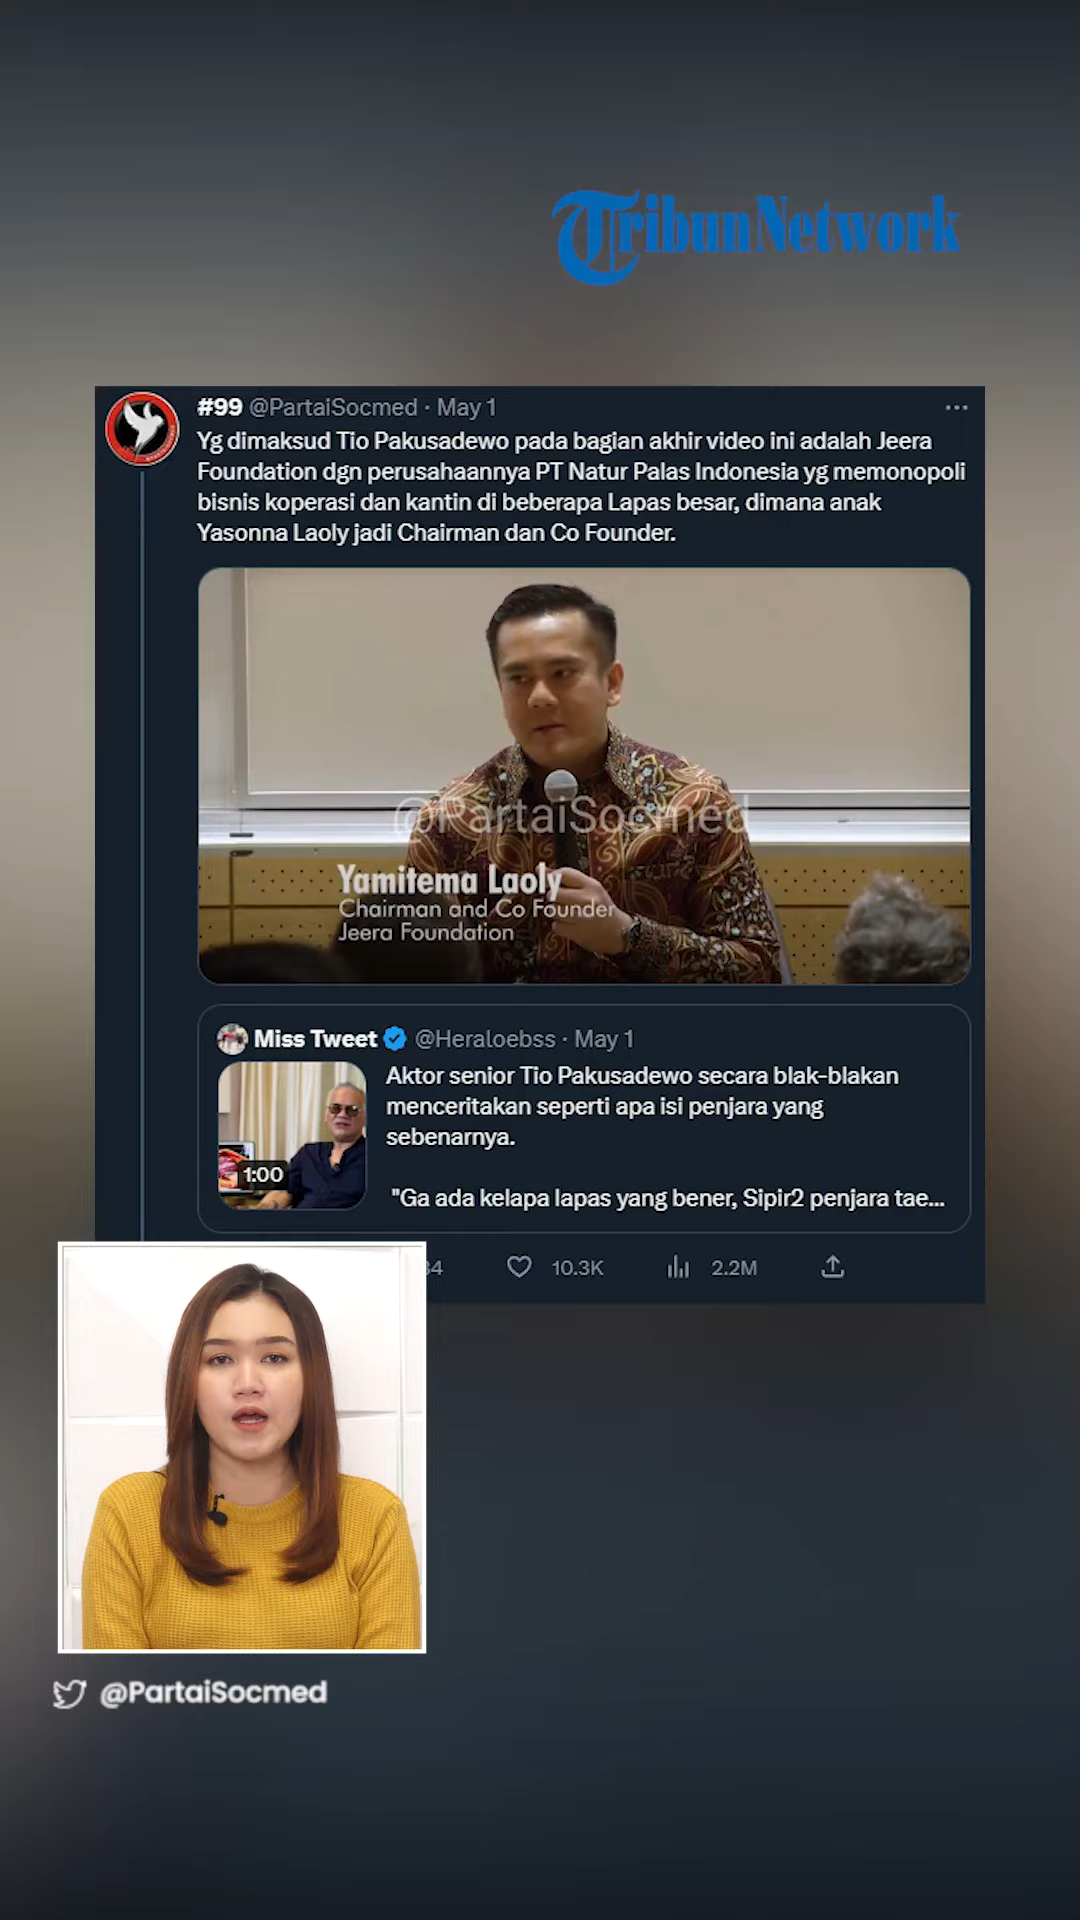 TribunNetwork
#99 @PartaiSocmed · May 1
Yg dimaksud Tio Pakusadewo pada bagian akhir video ini adalah Jeera
Foundation dgn perusahaannya PT Natur Palas Indonesia yg memonopoli
bisnis koperasi dan kantin di beberapa Lapas besar, dimana anak
Yasonna Laoly jadi Chairman dan Co Founder.
@PartaiSocmed
Yamitema Laoly
Chairman and Co Founder
Jeera Foundation
Miss Tweet @Heraloebss · May 1
Aktor senior Tio Pakusadewo secara blak-blakan
menceritakan seperti apa isi penjara yang
sebenarnya.
1:00
"Ga ada kelapa lapas yang bener, Sipir2 penjara tae...
34 10.3K 2.2M
@PartaiSocmed